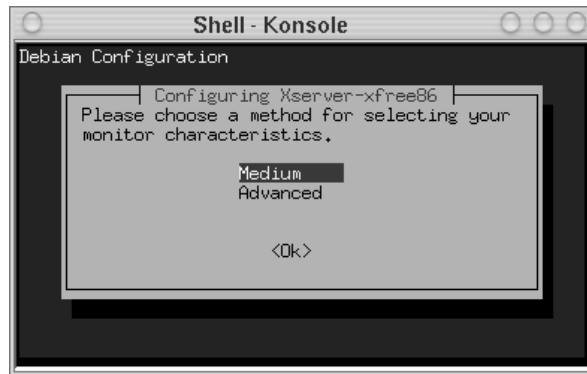 Shell - Konsole
Debian Configuration
Configuring Xserver-xfree86
Please choose a method for selecting your
monitor characteristics.
Medium
Advanced
<Ok>